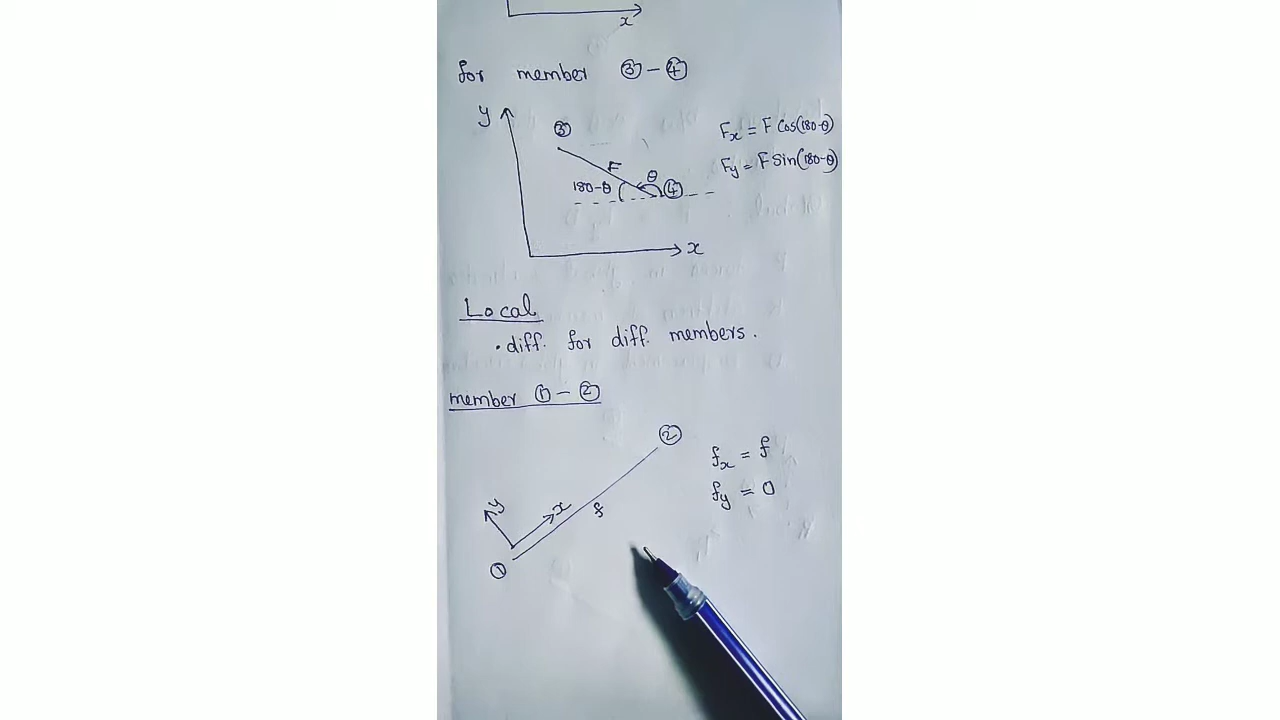 x
for member ③-④
y
③
Fx = F Cos(180-θ)
F
θ
Fy = F Sin(180-θ)
180-θ
④
x
Local
• diff. for diff. members.
member ①-②
②
fx = f
fy = 0
y
x
f
①